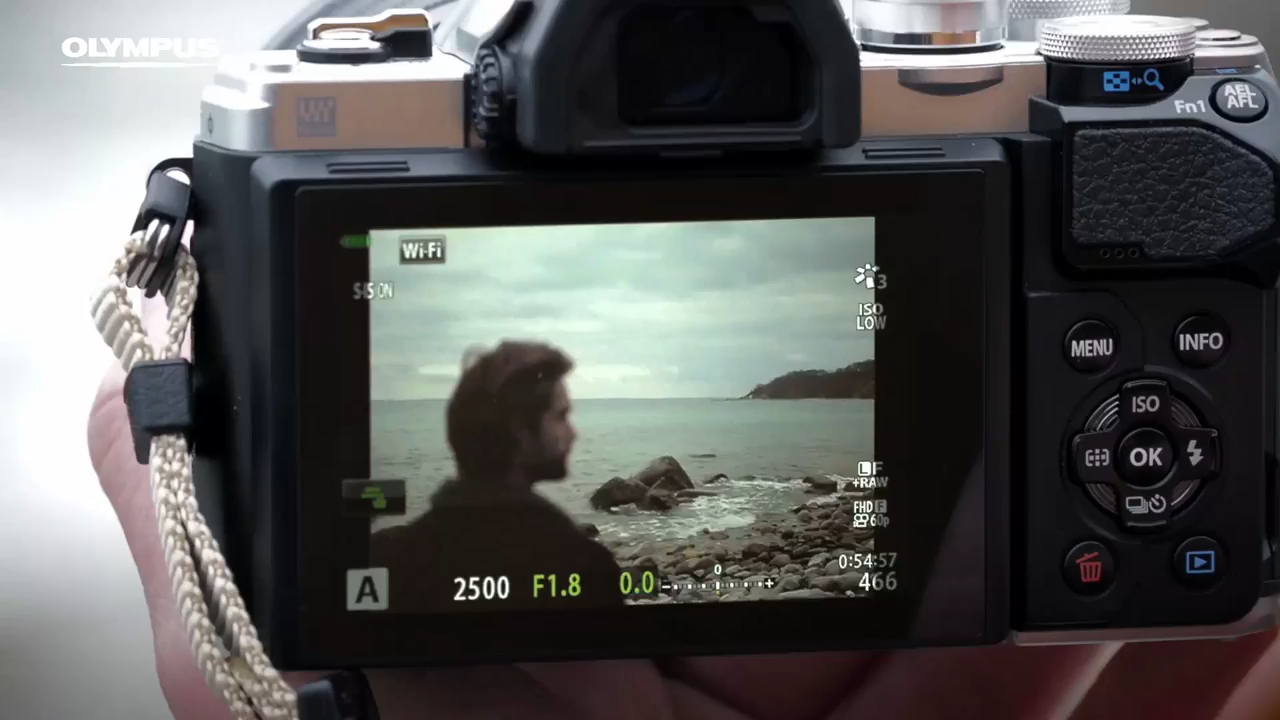 OLYMPUS
Fn1
AEL
AFL
Wi-Fi
S-IS ON
3
ISO
LOW
MENU
INFO
ISO
OK
LF
+RAW
FHD F
60p
A
2500
F1.8
0.0
0
- +
0:54:57
466